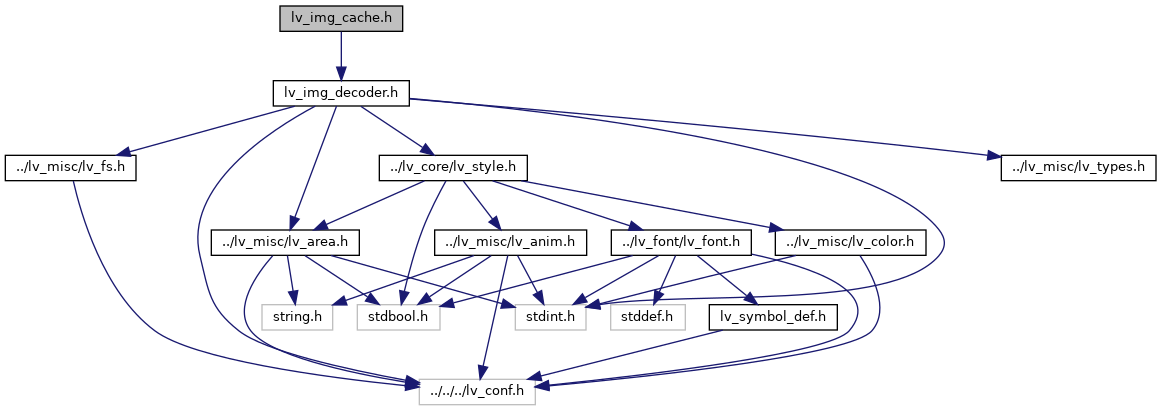 lv_img_cache.h
lv_img_decoder.h
../lv_misc/lv_fs.h
../lv_core/lv_style.h
../lv_misc/lv_types.h
../lv_misc/lv_area.h
../lv_misc/lv_anim.h
../lv_font/lv_font.h
../lv_misc/lv_color.h
string.h
stdbool.h
stdint.h
stddef.h
lv_symbol_def.h
../../../lv_conf.h